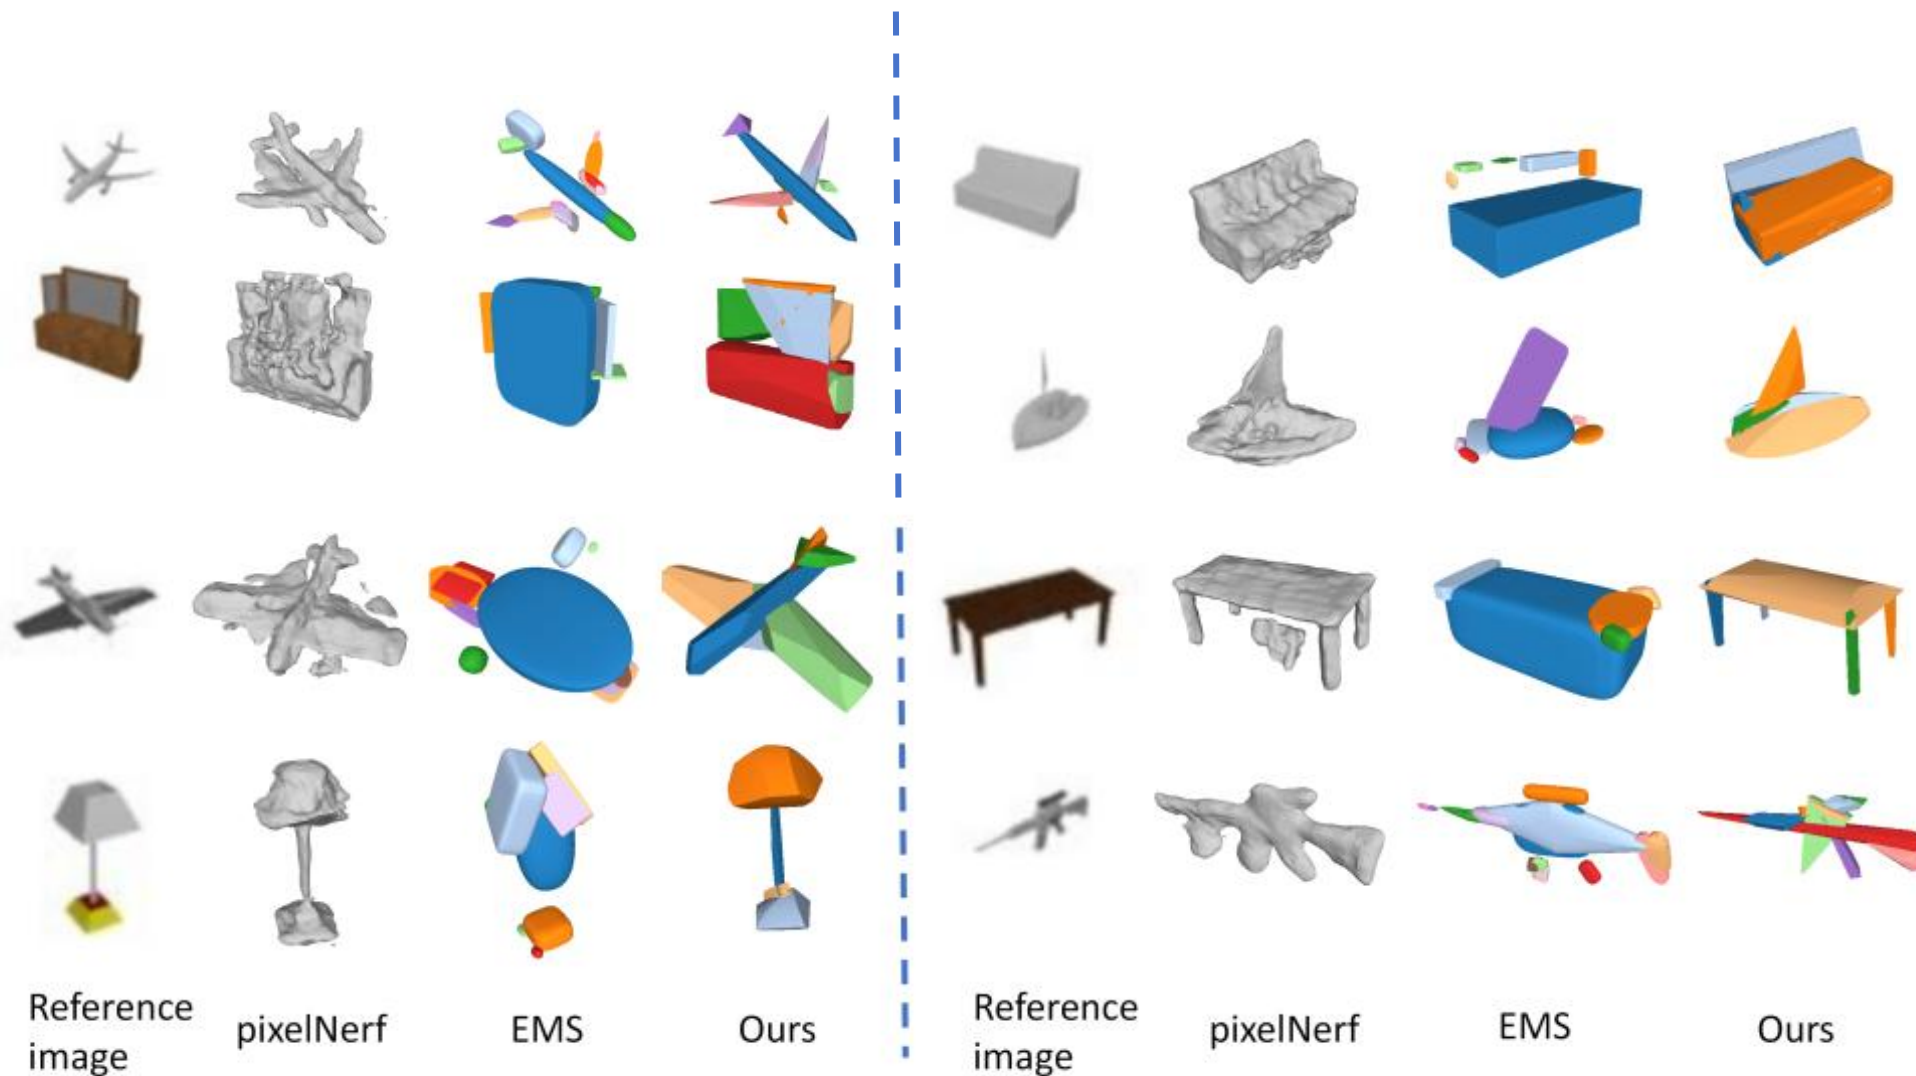 Reference
image
pixelNerf
EMS
Ours
Reference
image
pixelNerf
EMS
Ours